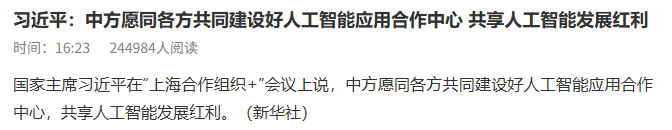 习近平：中方愿同各方共同建设好人工智能应用合作中心 共享人工智能发展红利
时间：16:23 244984人阅读
国家主席习近平在“上海合作组织+”会议上说，中方愿同各方共同建设好人工智能应用合作
中心，共享人工智能发展红利。（新华社）